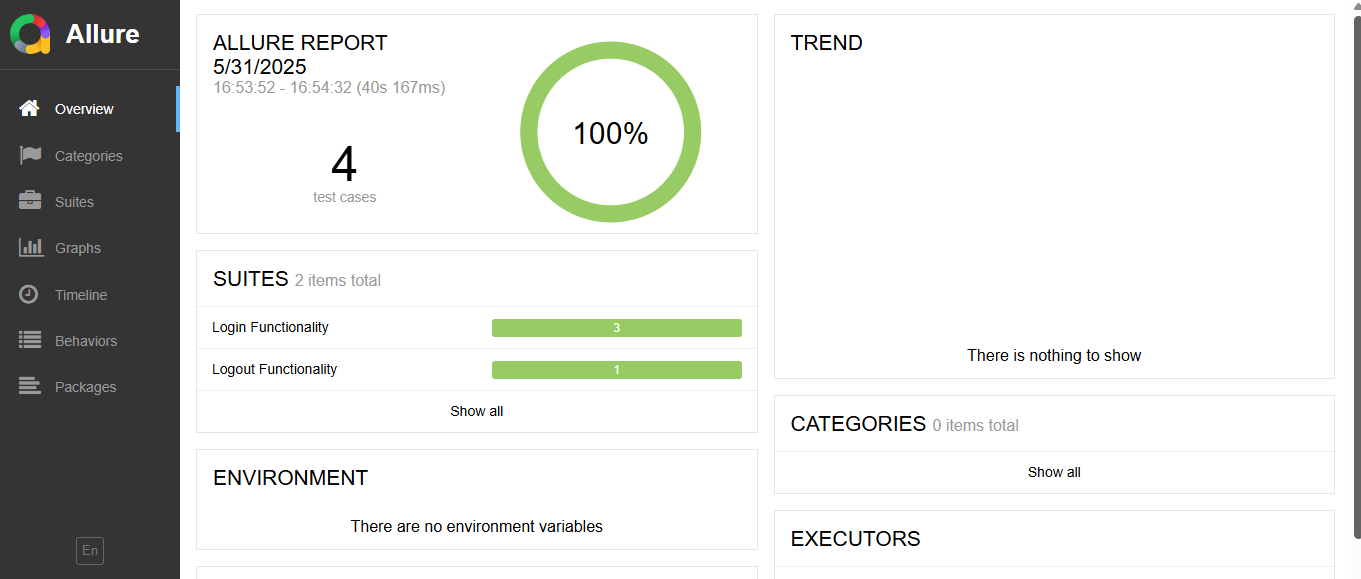 Allure
Overview
Categories
Suites
Graphs
Timeline
Behaviors
Packages
En
ALLURE REPORT
5/31/2025
16:53:52 - 16:54:32 (40s 167ms)
4
test cases
100%
SUITES 2 items total
Login Functionality 3
Logout Functionality 1
Show all
ENVIRONMENT
There are no environment variables
TREND
There is nothing to show
CATEGORIES 0 items total
Show all
EXECUTORS